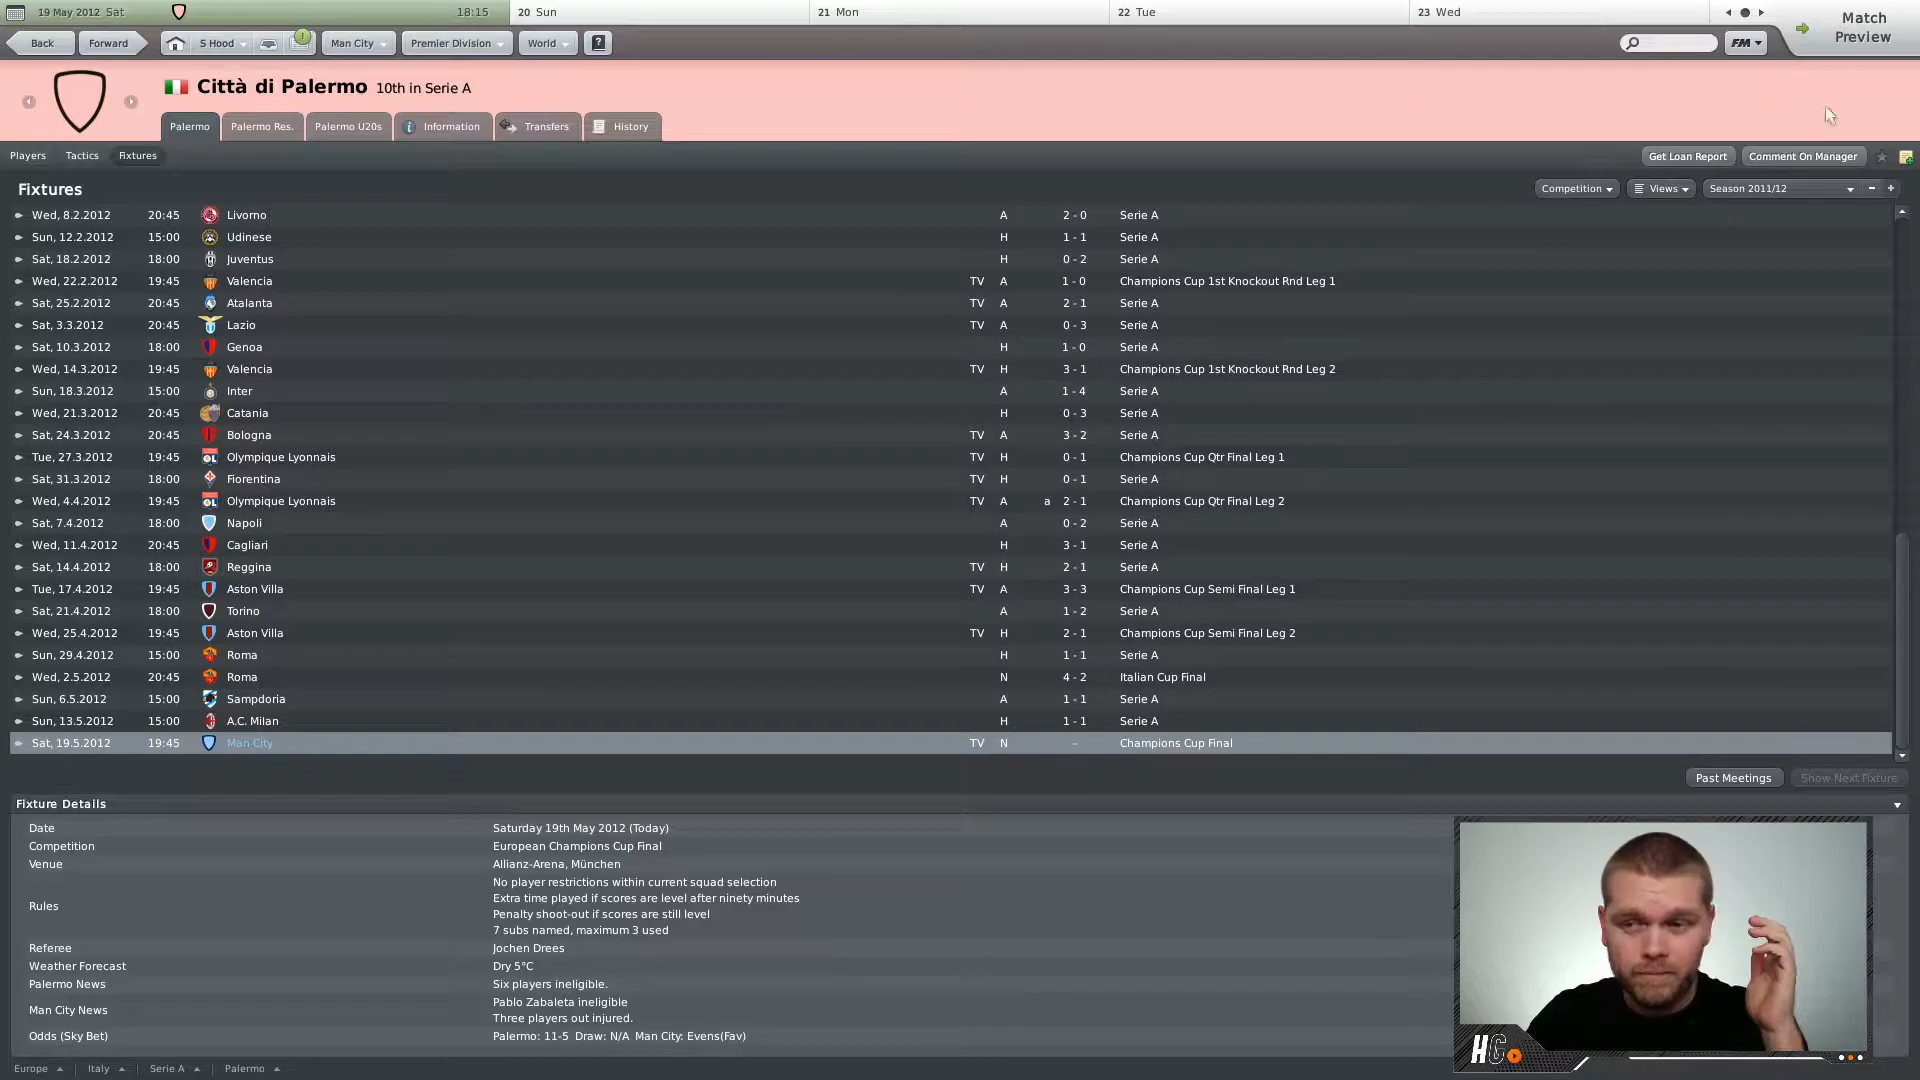 19 May 2012 Sat 18:15 20 Sun 21 Mon 22 Tue 23 Wed
Match Preview
Back Forward S Hood Man City Premier Division World ? FM
Città di Palermo 10th in Serie A
Palermo Palermo Res. Palermo U20s Information Transfers History
Players Tactics Fixtures Get Loan Report Comment On Manager
Fixtures Competition Views Season 2011/12 - +
Wed, 8.2.2012 20:45 Livorno A 2 - 0 Serie A
Sun, 12.2.2012 15:00 Udinese H 1 - 1 Serie A
Sat, 18.2.2012 18:00 Juventus H 0 - 2 Serie A
Wed, 22.2.2012 19:45 Valencia TV A 1 - 0 Champions Cup 1st Knockout Rnd Leg 1
Sat, 25.2.2012 20:45 Atalanta TV A 2 - 1 Serie A
Sat, 3.3.2012 20:45 Lazio TV A 0 - 3 Serie A
Sat, 10.3.2012 18:00 Genoa H 1 - 0 Serie A
Wed, 14.3.2012 19:45 Valencia TV H 3 - 1 Champions Cup 1st Knockout Rnd Leg 2
Sun, 18.3.2012 15:00 Inter A 1 - 4 Serie A
Wed, 21.3.2012 20:45 Catania H 0 - 3 Serie A
Sat, 24.3.2012 20:45 Bologna TV A 3 - 2 Serie A
Tue, 27.3.2012 19:45 Olympique Lyonnais TV H 0 - 1 Champions Cup Qtr Final Leg 1
Sat, 31.3.2012 18:00 Fiorentina TV H 0 - 1 Serie A
Wed, 4.4.2012 19:45 Olympique Lyonnais TV A a 2 - 1 Champions Cup Qtr Final Leg 2
Sat, 7.4.2012 18:00 Napoli A 0 - 2 Serie A
Wed, 11.4.2012 20:45 Cagliari H 3 - 1 Serie A
Sat, 14.4.2012 18:00 Reggina TV H 2 - 1 Serie A
Tue, 17.4.2012 19:45 Aston Villa TV A 3 - 3 Champions Cup Semi Final Leg 1
Sat, 21.4.2012 18:00 Torino A 1 - 2 Serie A
Wed, 25.4.2012 19:45 Aston Villa TV H 2 - 1 Champions Cup Semi Final Leg 2
Sun, 29.4.2012 15:00 Roma H 1 - 1 Serie A
Wed, 2.5.2012 20:45 Roma N 4 - 2 Italian Cup Final
Sun, 6.5.2012 15:00 Sampdoria A 1 - 1 Serie A
Sun, 13.5.2012 15:00 A.C. Milan H 1 - 1 Serie A
Sat, 19.5.2012 19:45 Man City TV N - Champions Cup Final
Past Meetings Show Next Fixture
Fixture Details
Date Saturday 19th May 2012 (Today)
Competition European Champions Cup Final
Venue Allianz-Arena, München
Rules No player restrictions within current squad selection
Extra time played if scores are level after ninety minutes
Penalty shoot-out if scores are still level
7 subs named, maximum 3 used
Referee Jochen Drees
Weather Forecast Dry 5°C
Palermo News Six players ineligible.
Man City News Pablo Zabaleta ineligible
Three players out injured.
Odds (Sky Bet) Palermo: 11-5 Draw: N/A Man City: Evens(Fav)
HG
Europe Italy Serie A Palermo